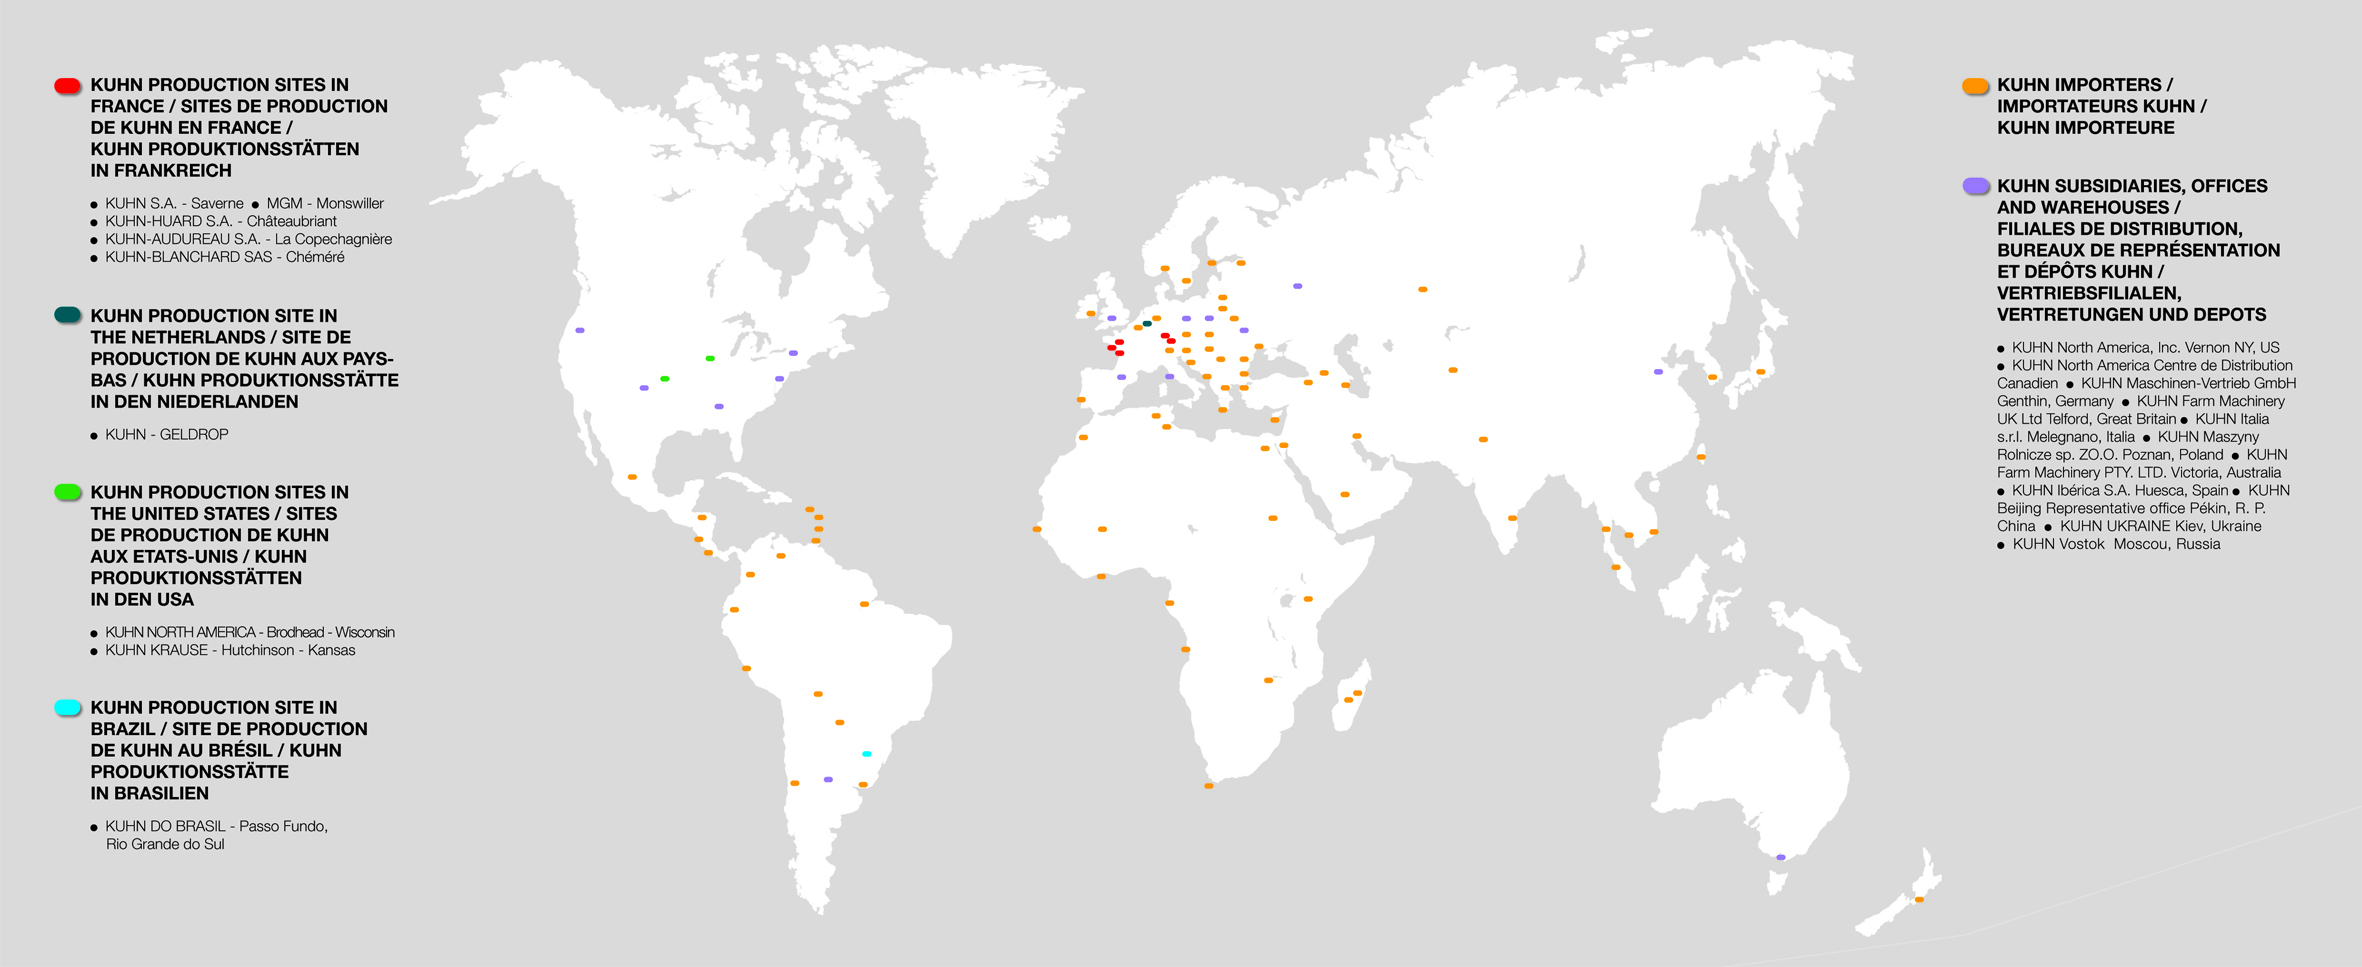 KUHN PRODUCTION SITES IN
FRANCE / SITES DE PRODUCTION
DE KUHN EN FRANCE /
KUHN PRODUKTIONSSTÄTTEN
IN FRANKREICH
● KUHN S.A. - Saverne ● MGM - Monswiller
● KUHN-HUARD S.A. - Châteaubriant
● KUHN-AUDUREAU S.A. - La Copechagnière
● KUHN-BLANCHARD SAS - Chéméré
KUHN PRODUCTION SITE IN
THE NETHERLANDS / SITE DE
PRODUCTION DE KUHN AUX PAYS-
BAS / KUHN PRODUKTIONSSTÄTTE
IN DEN NIEDERLANDEN
● KUHN - GELDROP
KUHN PRODUCTION SITES IN
THE UNITED STATES / SITES
DE PRODUCTION DE KUHN
AUX ETATS-UNIS / KUHN
PRODUKTIONSSTÄTTEN
IN DEN USA
● KUHN NORTH AMERICA - Brodhead - Wisconsin
● KUHN KRAUSE - Hutchinson - Kansas
KUHN PRODUCTION SITE IN
BRAZIL / SITE DE PRODUCTION
DE KUHN AU BRÉSIL / KUHN
PRODUKTIONSSTÄTTE
IN BRASILIEN
● KUHN DO BRASIL - Passo Fundo,
Rio Grande do Sul
KUHN IMPORTERS /
IMPORTATEURS KUHN /
KUHN IMPORTEURE
KUHN SUBSIDIARIES, OFFICES
AND WAREHOUSES /
FILIALES DE DISTRIBUTION,
BUREAUX DE REPRÉSENTATION
ET DÉPÔTS KUHN /
VERTRIEBSFILIALEN,
VERTRETUNGEN UND DEPOTS
● KUHN North America, Inc. Vernon NY, US
● KUHN North America Centre de Distribution
Canadien ● KUHN Maschinen-Vertrieb GmbH
Genthin, Germany ● KUHN Farm Machinery
UK Ltd Telford, Great Britain ● KUHN Italia
s.r.l. Melegnano, Italia ● KUHN Maszyny
Rolnicze sp. ZO.O. Poznan, Poland ● KUHN
Farm Machinery PTY. LTD. Victoria, Australia
● KUHN Ibérica S.A. Huesca, Spain ● KUHN
Beijing Representative office Pékin, R. P.
China ● KUHN UKRAINE Kiev, Ukraine
● KUHN Vostok Moscou, Russia